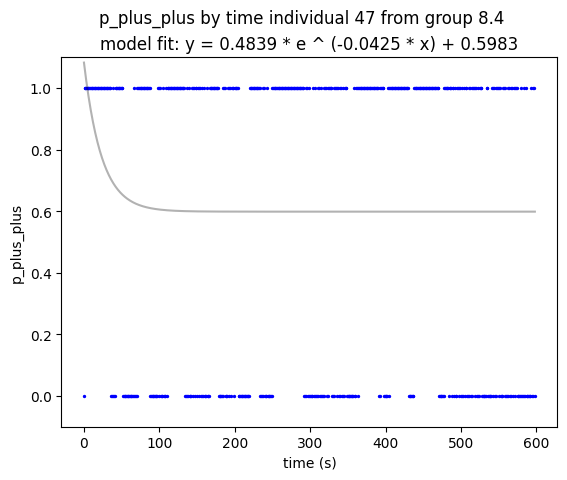 p_plus_plus by time individual 47 from group 8.4
model fit: y = 0.4839 * e ^ (-0.0425 * x) + 0.5983
1.0
0.8
0.6
0.4
0.2
0.0
p_plus_plus
0 100 200 300 400 500 600
time (s)